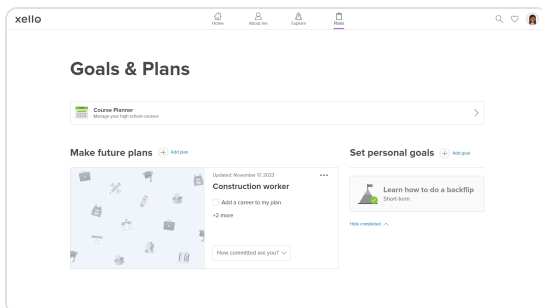 xello
Home
About me
Explore
Plans
Goals & Plans
Course Planner
Manage your high school courses
Make future plans
Add plan
Updated: November 17, 2023
Construction worker
Add a career to my plan
+2 more
How committed are you?
Set personal goals
Add goal
Learn how to do a backflip
Short-term
Hide completed